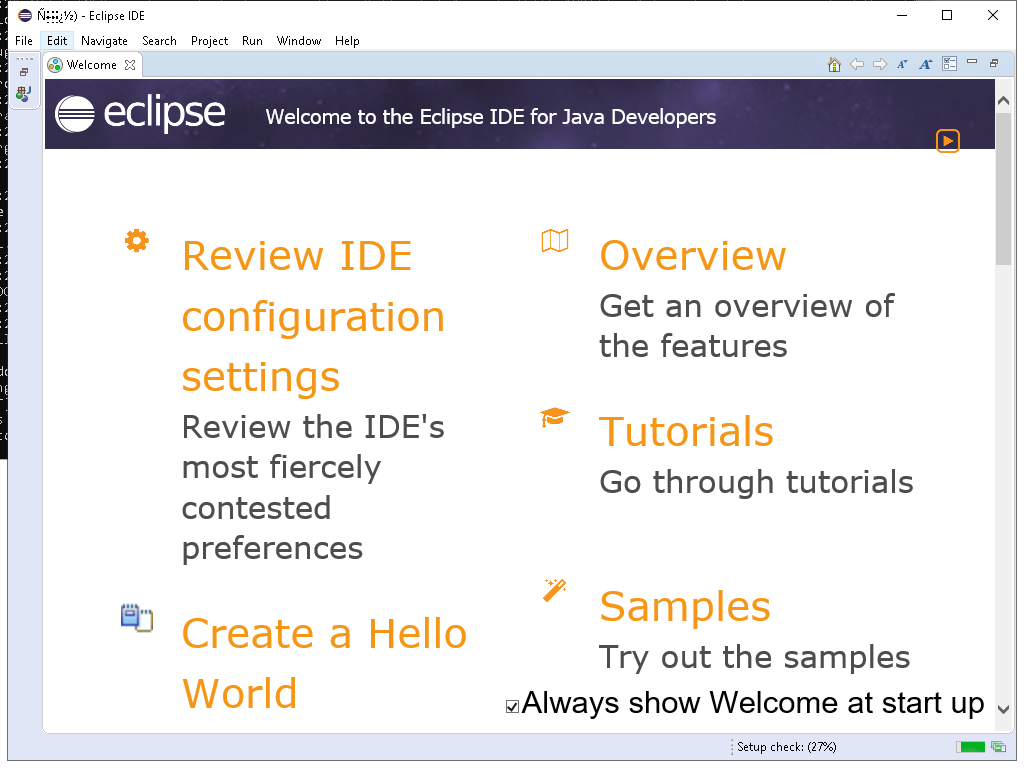 - Eclipse IDE
File Edit Navigate Search Project Run Window Help
Welcome
eclipse Welcome to the Eclipse IDE for Java Developers
Review IDE
configuration
settings
Review the IDE's
most fiercely
contested
preferences
Create a Hello
World
Overview
Get an overview of
the features
Tutorials
Go through tutorials
Samples
Try out the samples
Always show Welcome at start up
Setup check: (27%)